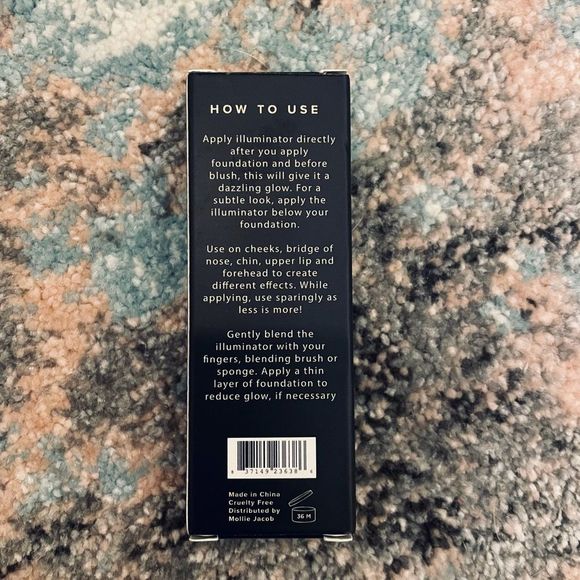 HOW TO USE
Apply illuminator directly
after you apply
foundation and before
blush, this will give it a
dazzling glow. For a
subtle look, apply the
illuminator below your
foundation.
Use on cheeks, bridge of
nose, chin, upper lip and
forehead to create
different effects. While
applying, use sparingly as
less is more!
Gently blend the
illuminator with your
fingers, blending brush or
sponge. Apply a thin
layer of foundation to
reduce glow, if necessary
8 37149 23638 6
Made in China
Cruelty Free
Distributed by
Mollie Jacob
36 M